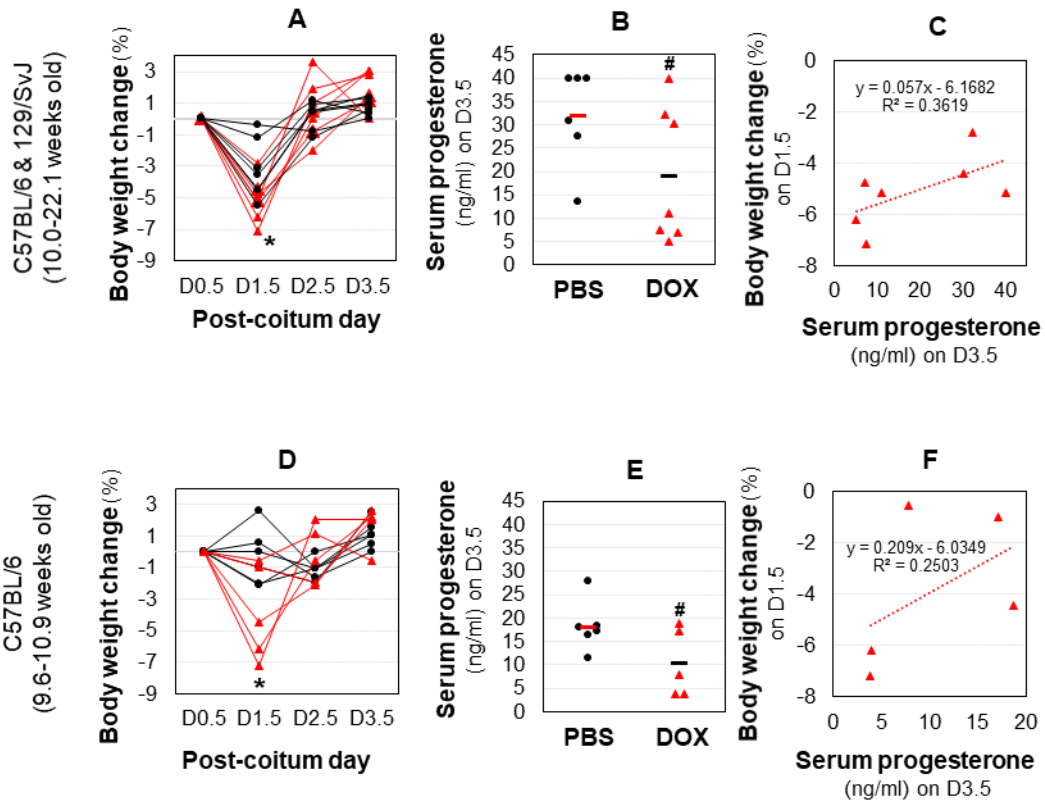 A
C57BL/6 & 129/SvJ
(10.0-22.1 weeks old)
Body weight change (%)
3
1
-1
-3
-5
-7
-9
*
D0.5 D1.5 D2.5 D3.5
Post-coitum day
B
Serum progesterone
(ng/ml) on D3.5
45
40
35
30
25
20
15
10
5
0
#
PBS DOX
C
Body weight change (%)
on D1.5
0
-2
-4
-6
-8
y = 0.057x - 6.1682
R² = 0.3619
0 10 20 30 40
Serum progesterone
(ng/ml) on D3.5
D
C57BL/6
(9.6-10.9 weeks old)
Body weight change (%)
3
1
-1
-3
-5
-7
-9
*
D0.5 D1.5 D2.5 D3.5
Post-coitum day
E
Serum progesterone
(ng/ml) on D3.5
45
40
35
30
25
20
15
10
5
0
#
PBS DOX
F
Body weight change (%)
on D1.5
0
-2
-4
-6
-8
y = 0.209x - 6.0349
R² = 0.2503
0 5 10 15 20
Serum progesterone
(ng/ml) on D3.5